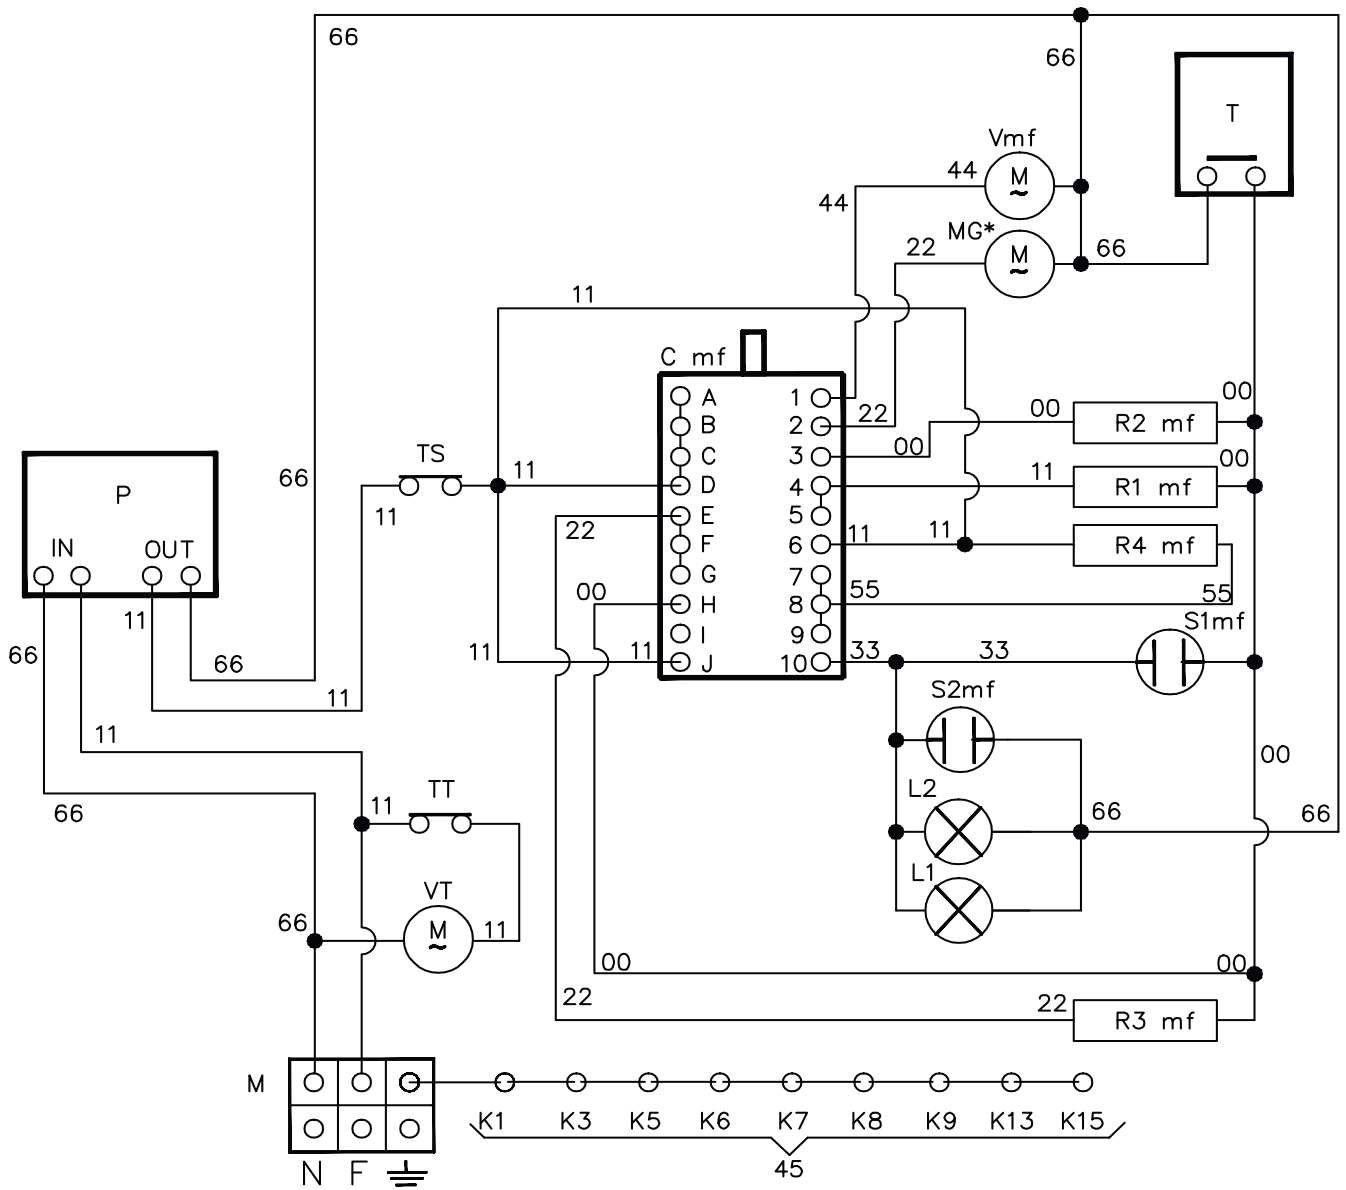 66
66
T
Vmf
44
M
~
44
MG*
22
M
~
66
11
C mf
A
B
C
D
E
F
G
H
I
J
1
2
3
4
5
6
7
8
9
10
22
00
00
R2 mf
00
11
R1 mf
00
11
11
R4 mf
55
55
S1mf
33
33
S2mf
L2
66
66
L1
00
P
IN
OUT
66
TS
11
11
22
00
11
11
11
66
66
11
11
66
TT
11
VT
M
~
66
11
00
00
22
22
R3 mf
M
K1 K3 K5 K6 K7 K8 K9 K13 K15
45
N F